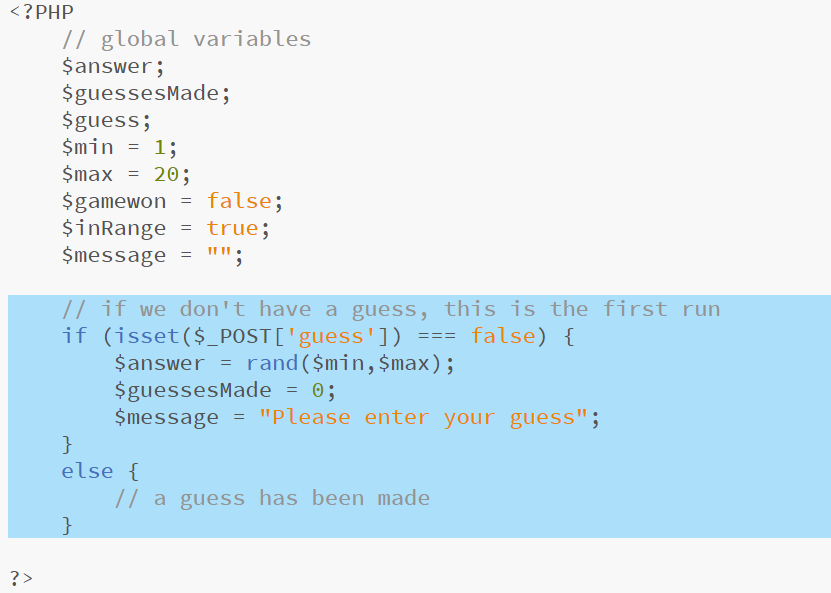 <?PHP
    // global variables
    $answer;
    $guessesMade;
    $guess;
    $min = 1;
    $max = 20;
    $gamewon = false;
    $inRange = true;
    $message = "";

    // if we don't have a guess, this is the first run
    if (isset($_POST['guess']) === false) {
        $answer = rand($min,$max);
        $guessesMade = 0;
        $message = "Please enter your guess";
    }
    else {
        // a guess has been made
    }

?>